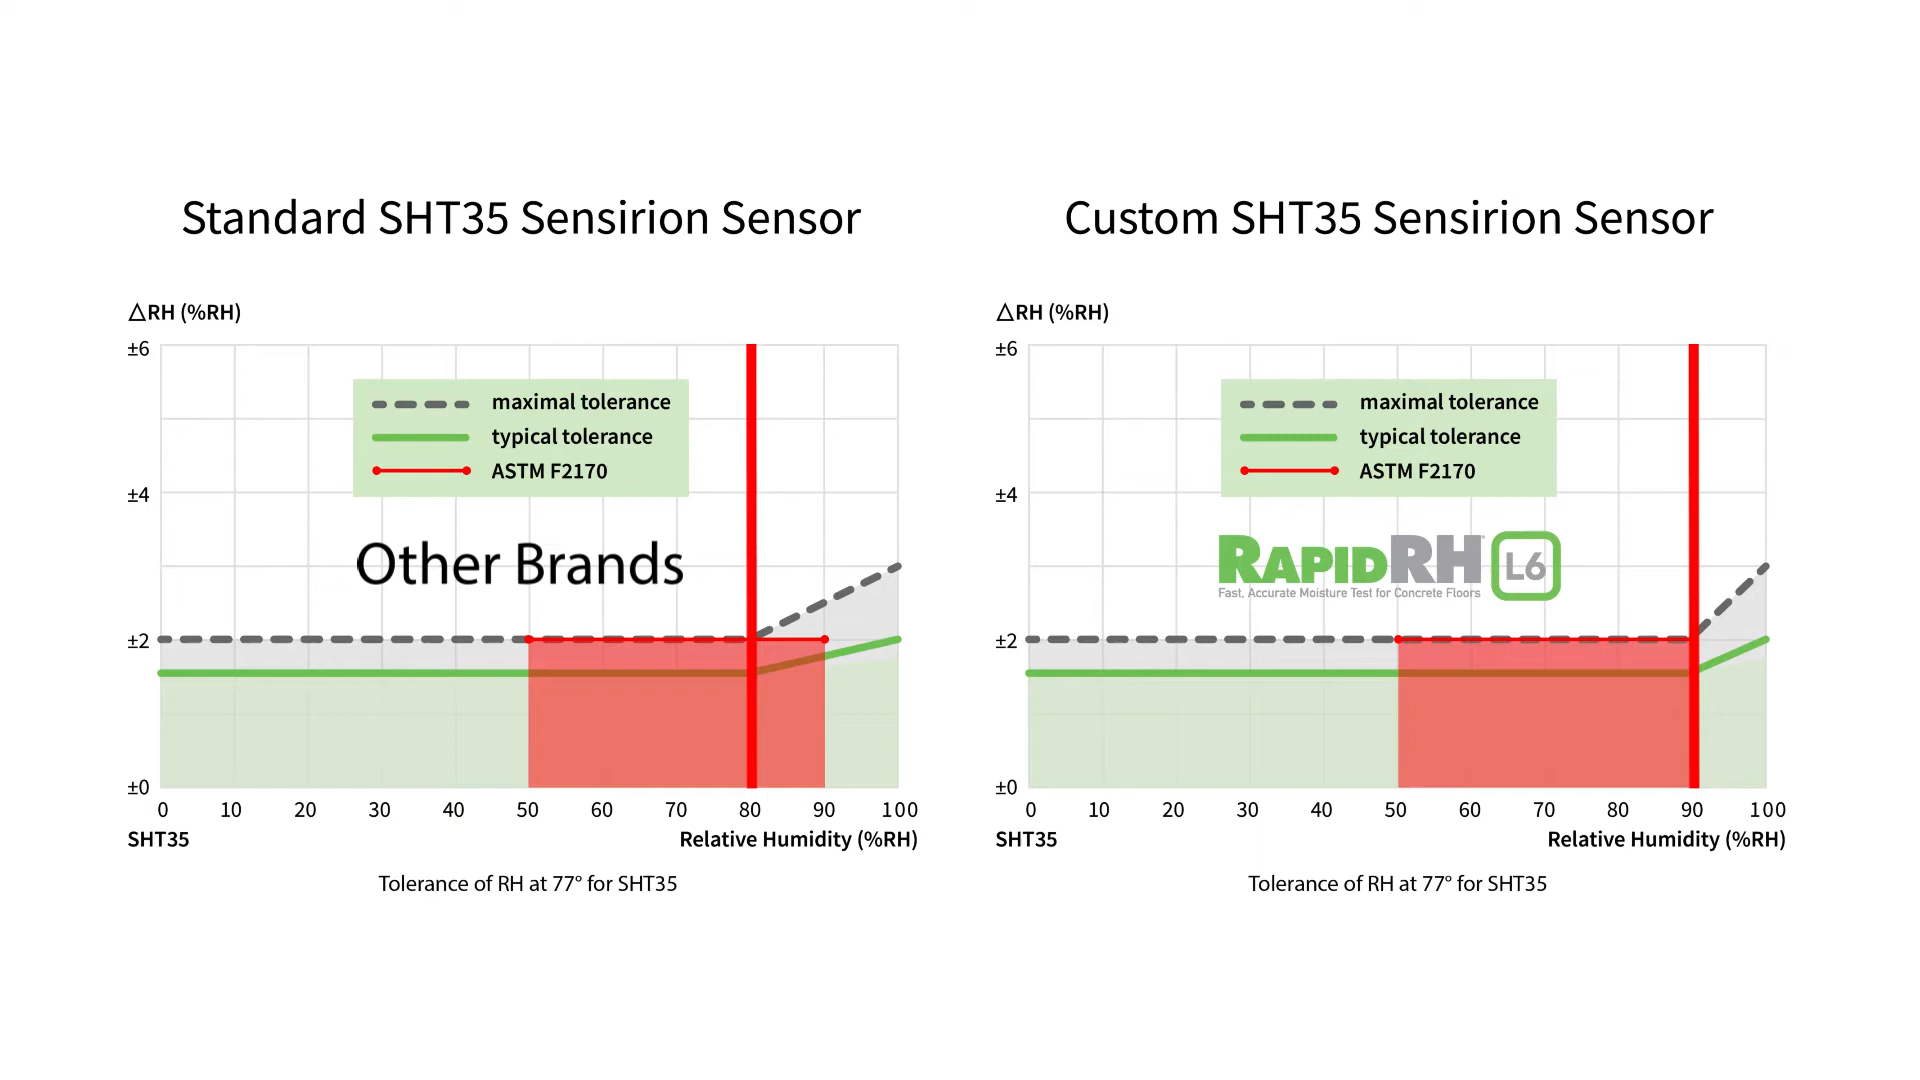 Standard SHT35 Sensirion Sensor
△RH (%RH)
±6
±4
±2
±0
maximal tolerance
typical tolerance
ASTM F2170
Other Brands
0 10 20 30 40 50 60 70 80 90 100
SHT35 Relative Humidity (%RH)
Tolerance of RH at 77° for SHT35
Custom SHT35 Sensirion Sensor
△RH (%RH)
±6
±4
±2
±0
maximal tolerance
typical tolerance
ASTM F2170
RAPIDRH L6
Fast, Accurate Moisture Test for Concrete Floors
0 10 20 30 40 50 60 70 80 90 100
SHT35 Relative Humidity (%RH)
Tolerance of RH at 77° for SHT35